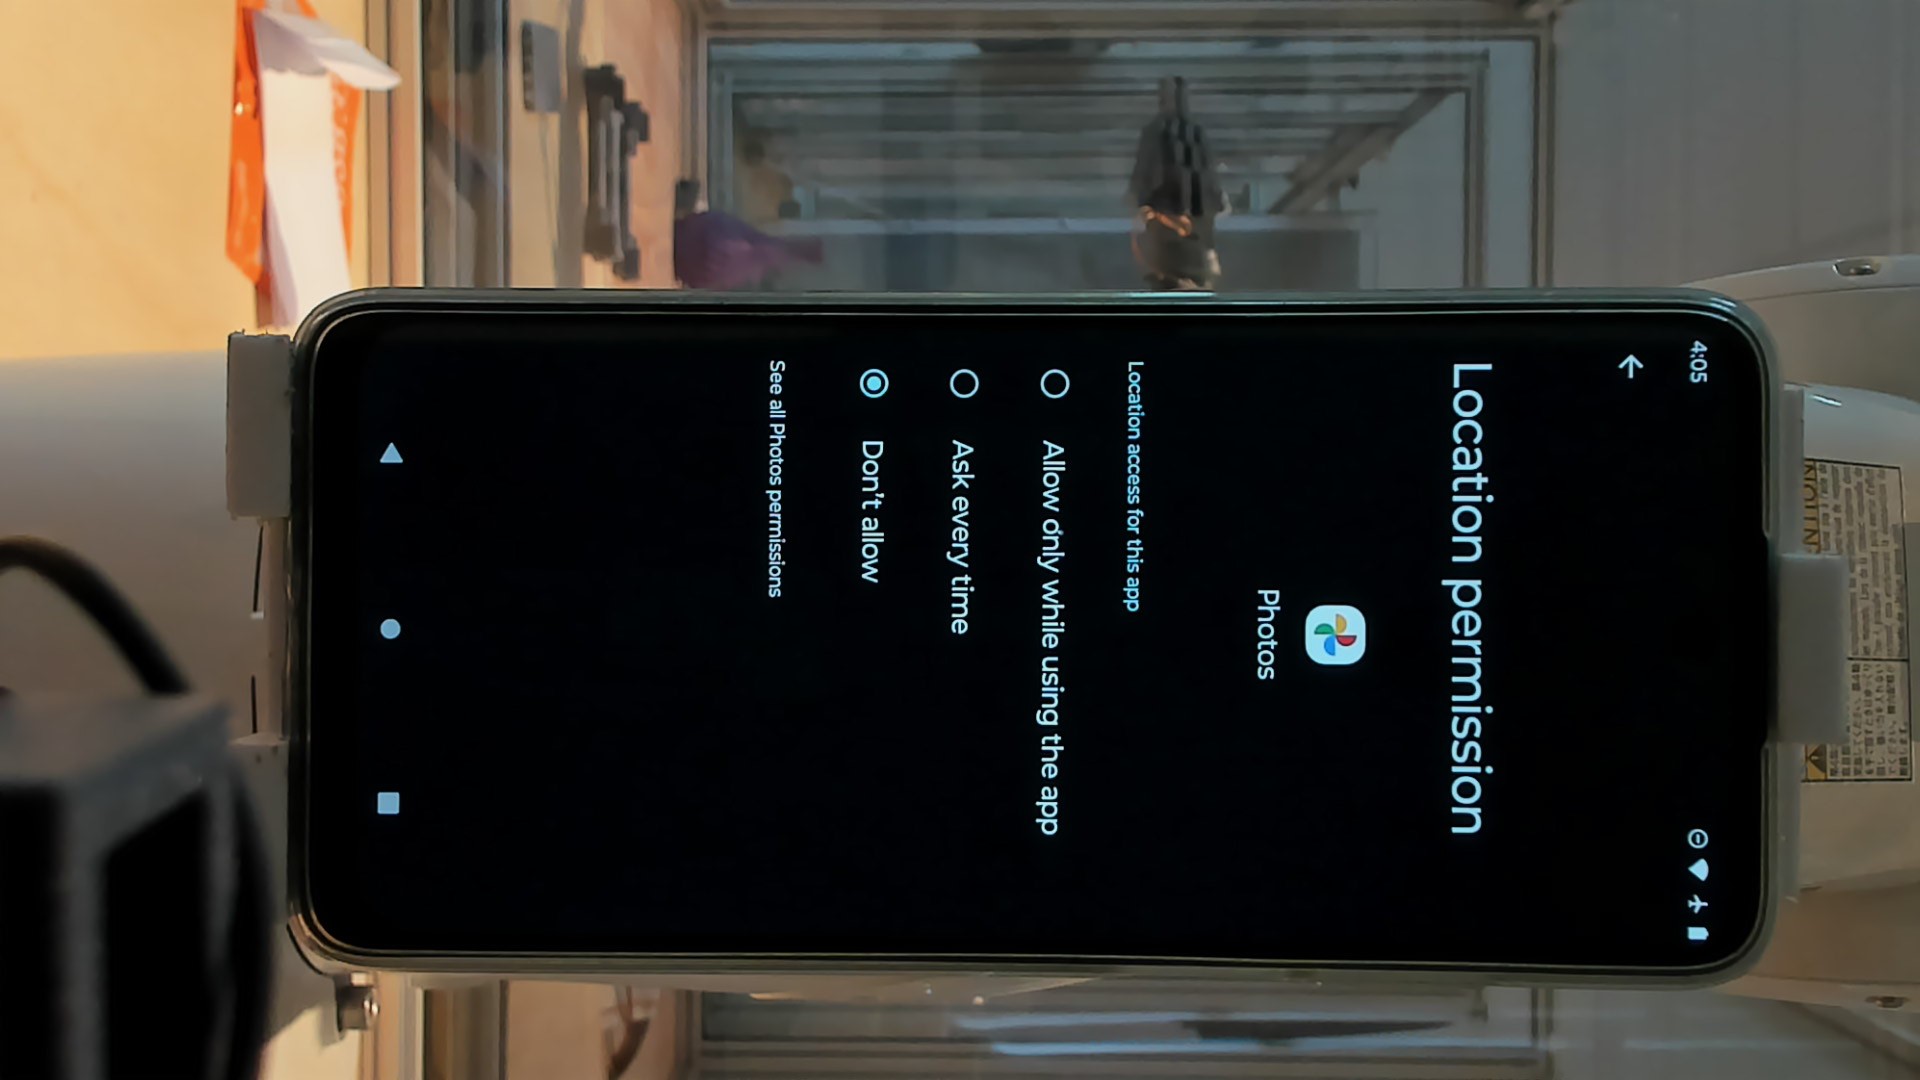 4:05
Location permission
Photos
Location access for this app
Allow only while using the app
Ask every time
Don't allow
See all Photos permissions